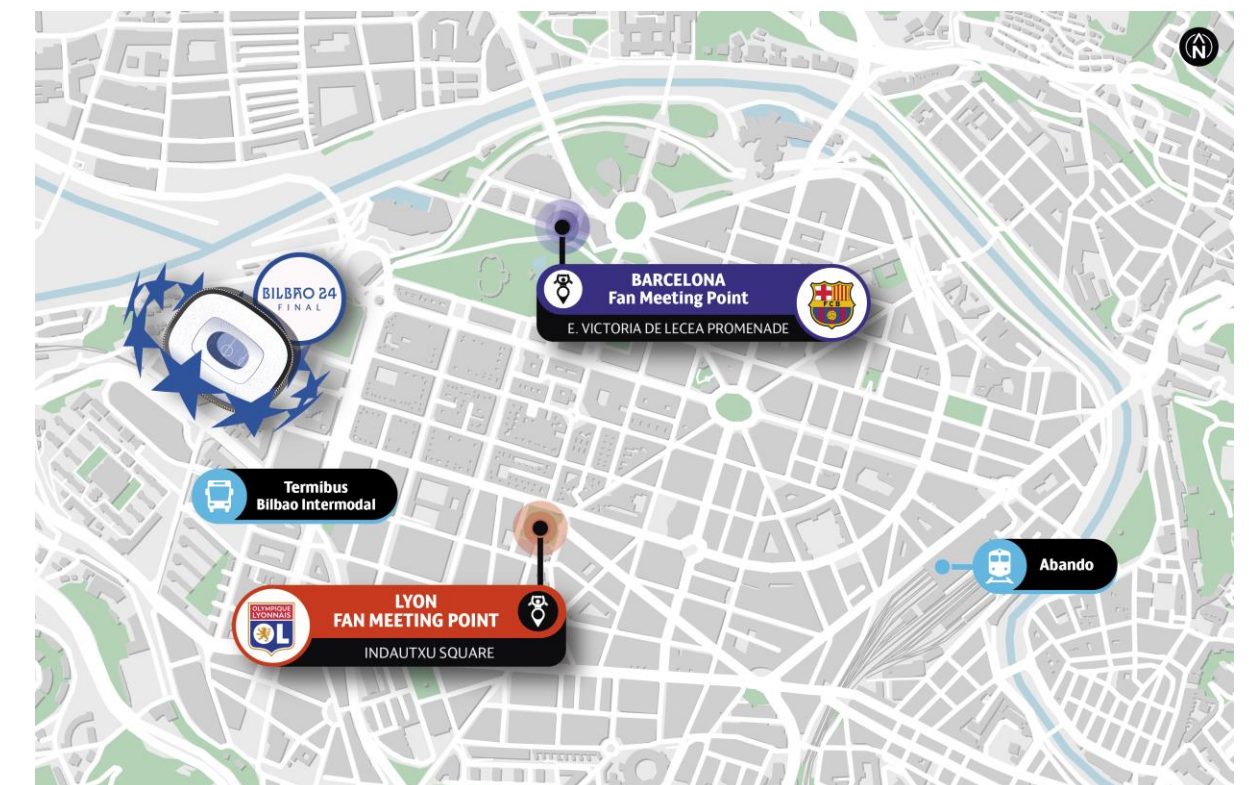 N
BILBAO 24
FINAL
BARCELONA
Fan Meeting Point
FCB
E. VICTORIA DE LECEA PROMENADE
Termibus
Bilbao Intermodal
Abando
OLYMPIQUE
LYONNAIS
OL
LYON
FAN MEETING POINT
INDAUTXU SQUARE